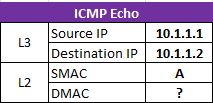 ICMP Echo
L3 Source IP 10.1.1.1
Destination IP 10.1.1.2
L2 SMAC A
DMAC ?